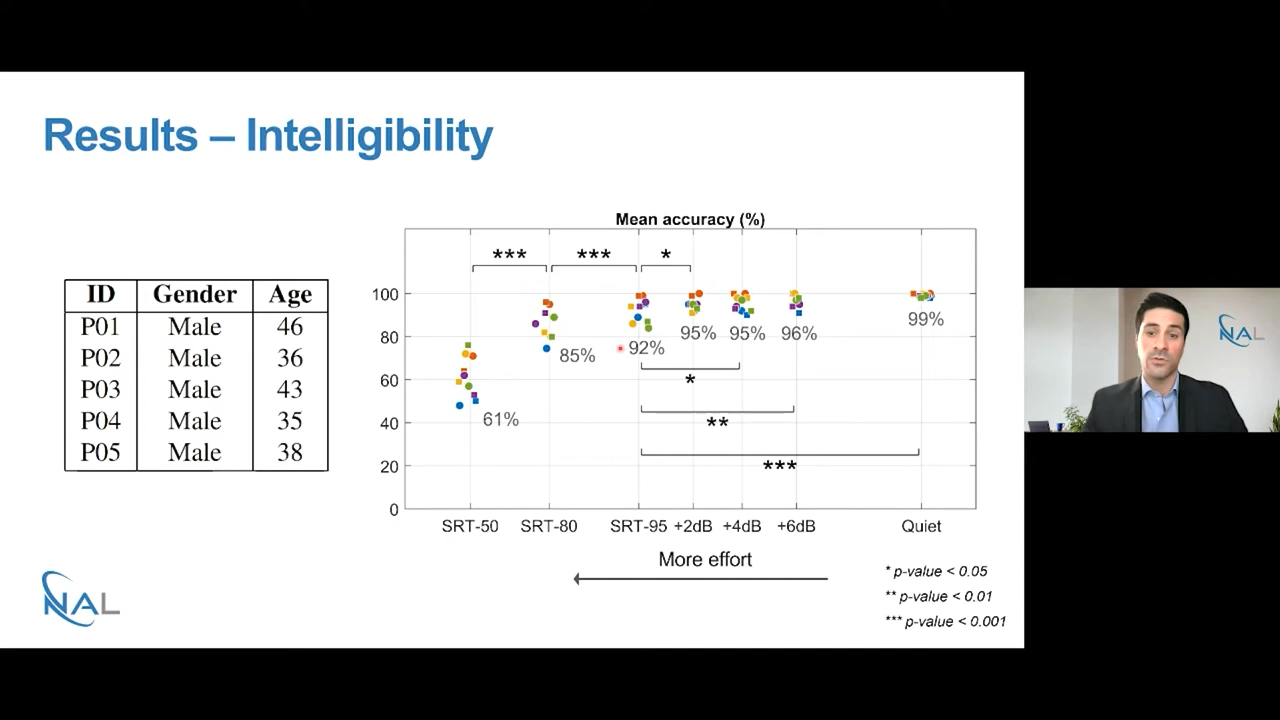 Results – Intelligibility
ID Gender Age
P01 Male 46
P02 Male 36
P03 Male 43
P04 Male 35
P05 Male 38
Mean accuracy (%)
*** *** *
100
80
60
40
20
0
61%
85%
92%
95%
95%
96%
99%
*
**
***
SRT-50 SRT-80 SRT-95 +2dB +4dB +6dB Quiet
More effort
* p-value < 0.05
** p-value < 0.01
*** p-value < 0.001
NAL
NAL